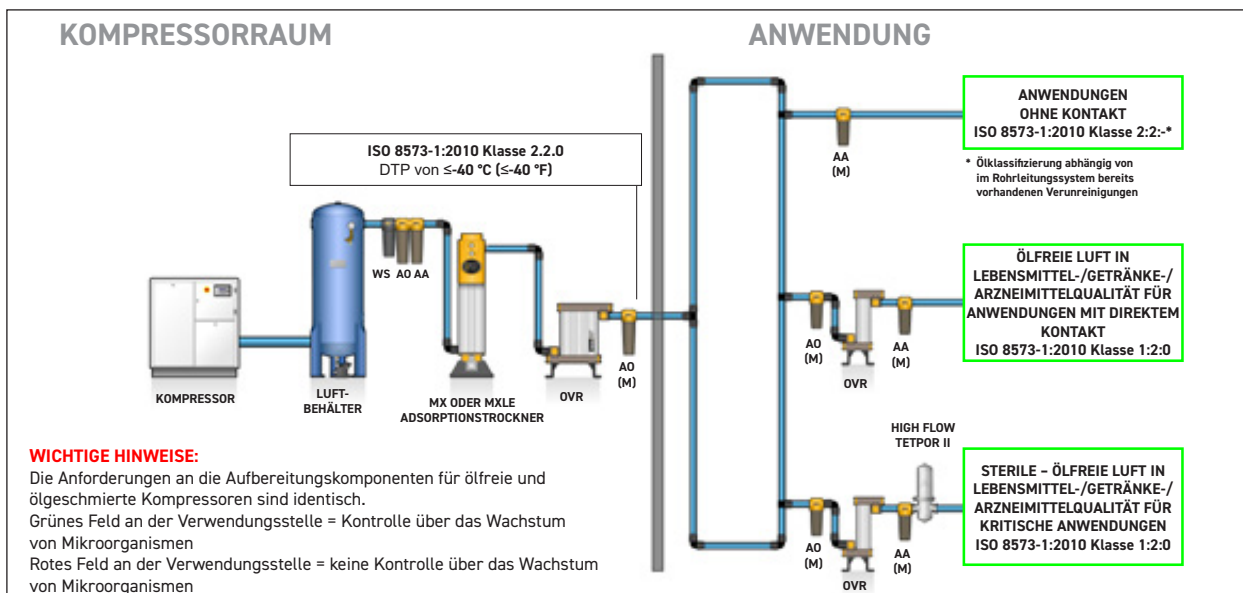 KOMPRESSORRAUM
ANWENDUNG
ISO 8573-1:2010 Klasse 2.2.0
DTP von ≤-40 °C (≤-40 °F)
WS AO AA
KOMPRESSOR
LUFT-
BEHÄLTER
MX ODER MXLE
ADSORPTIONSTROCKNER
OVR
AO
(M)
AA
(M)
ANWENDUNGEN
OHNE KONTAKT
ISO 8573-1:2010 Klasse 2:2:-*
* Ölklassifizierung abhängig von
im Rohrleitungssystem bereits
vorhandenen Verunreinigungen
AO
(M)
OVR
AA
(M)
ÖLFREIE LUFT IN
LEBENSMITTEL-/GETRÄNKE-/
ARZNEIMITTELQUALITÄT FÜR
ANWENDUNGEN MIT DIREKTEM
KONTAKT
ISO 8573-1:2010 Klasse 1:2:0
AO
(M)
OVR
AA
(M)
HIGH FLOW
TETPOR II
STERILE – ÖLFREIE LUFT IN
LEBENSMITTEL-/GETRÄNKE-/
ARZNEIMITTELQUALITÄT FÜR
KRITISCHE ANWENDUNGEN
ISO 8573-1:2010 Klasse 1:2:0
WICHTIGE HINWEISE:
Die Anforderungen an die Aufbereitungskomponenten für ölfreie und
ölgeschmierte Kompressoren sind identisch.
Grünes Feld an der Verwendungsstelle = Kontrolle über das Wachstum
von Mikroorganismen
Rotes Feld an der Verwendungsstelle = keine Kontrolle über das Wachstum
von Mikroorganismen